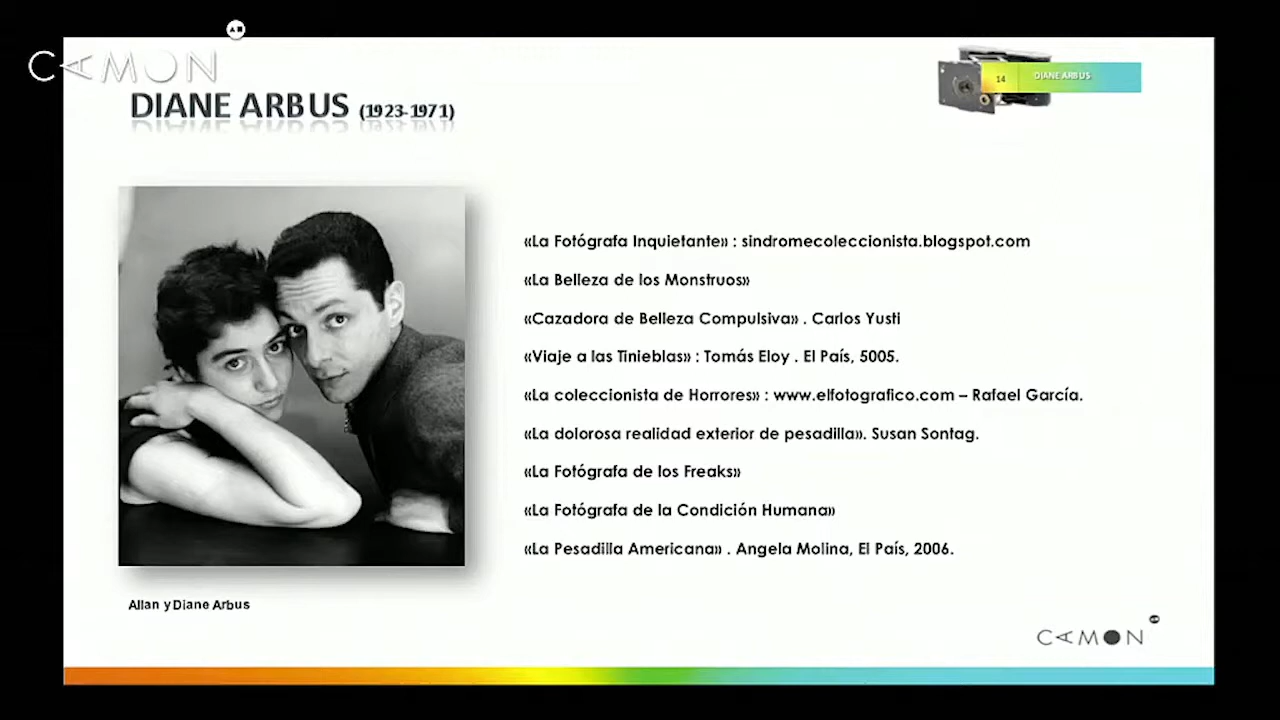 CAMON
DIANE ARBUS (1923-1971)
14 DIANE ARBUS
«La Fotógrafa Inquietante» : sindromecoleccionista.blogspot.com
«La Belleza de los Monstruos»
«Cazadora de Belleza Compulsiva» . Carlos Yusti
«Viaje a las Tinieblas» : Tomás Eloy . El País, 5005.
«La coleccionista de Horrores» : www.elfotografico.com – Rafael García.
«La dolorosa realidad exterior de pesadilla». Susan Sontag.
«La Fotógrafa de los Freaks»
«La Fotógrafa de la Condición Humana»
«La Pesadilla Americana» . Angela Molina, El País, 2006.
Allan y Diane Arbus
CAMON